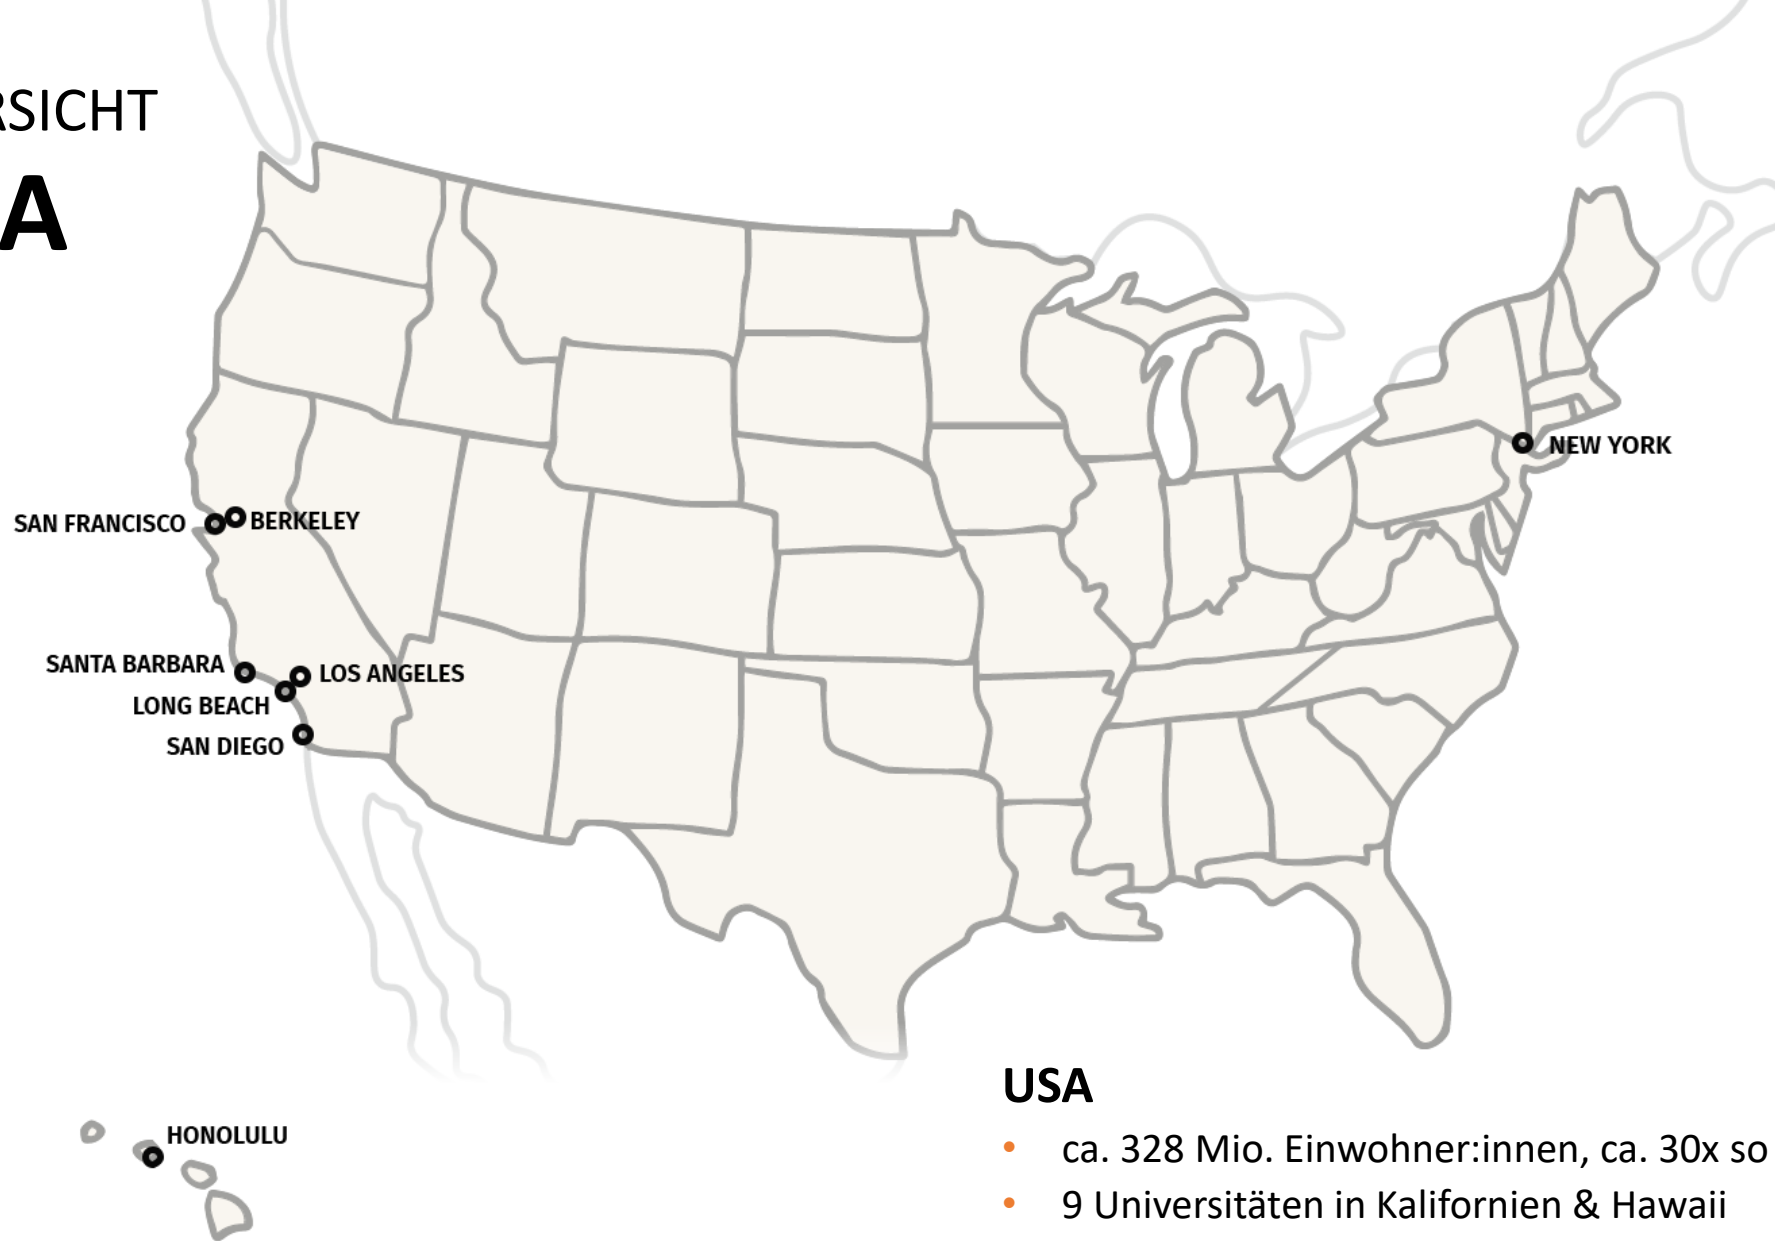 RSICHT
A
NEW YORK
SAN FRANCISCO
BERKELEY
SANTA BARBARA
LOS ANGELES
LONG BEACH
SAN DIEGO
HONOLULU
USA
• ca. 328 Mio. Einwohner:innen, ca. 30x so
• 9 Universitäten in Kalifornien & Hawaii